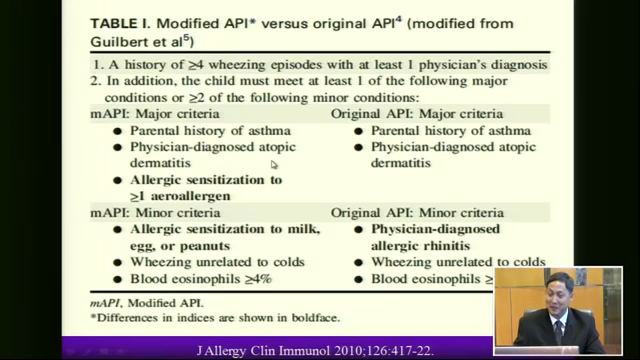 TABLE I. Modified API* versus original API⁴ (modified from
Guilbert et al⁵)
1. A history of ≥4 wheezing episodes with at least 1 physician's diagnosis
2. In addition, the child must meet at least 1 of the following major
conditions or ≥2 of the following minor conditions:
mAPI: Major criteria
● Parental history of asthma
● Physician-diagnosed atopic
dermatitis
● Allergic sensitization to
≥1 aeroallergen
Original API: Major criteria
● Parental history of asthma
● Physician-diagnosed atopic
dermatitis
mAPI: Minor criteria
● Allergic sensitization to milk,
egg, or peanuts
● Wheezing unrelated to colds
● Blood eosinophils ≥4%
Original API: Minor criteria
● Physician-diagnosed
allergic rhinitis
● Wheezing unrelated to colds
● Blood eosinophils ≥
mAPI, Modified API.
*Differences in indices are shown in boldface.
J Allergy Clin Immunol 2010;126:417-22.